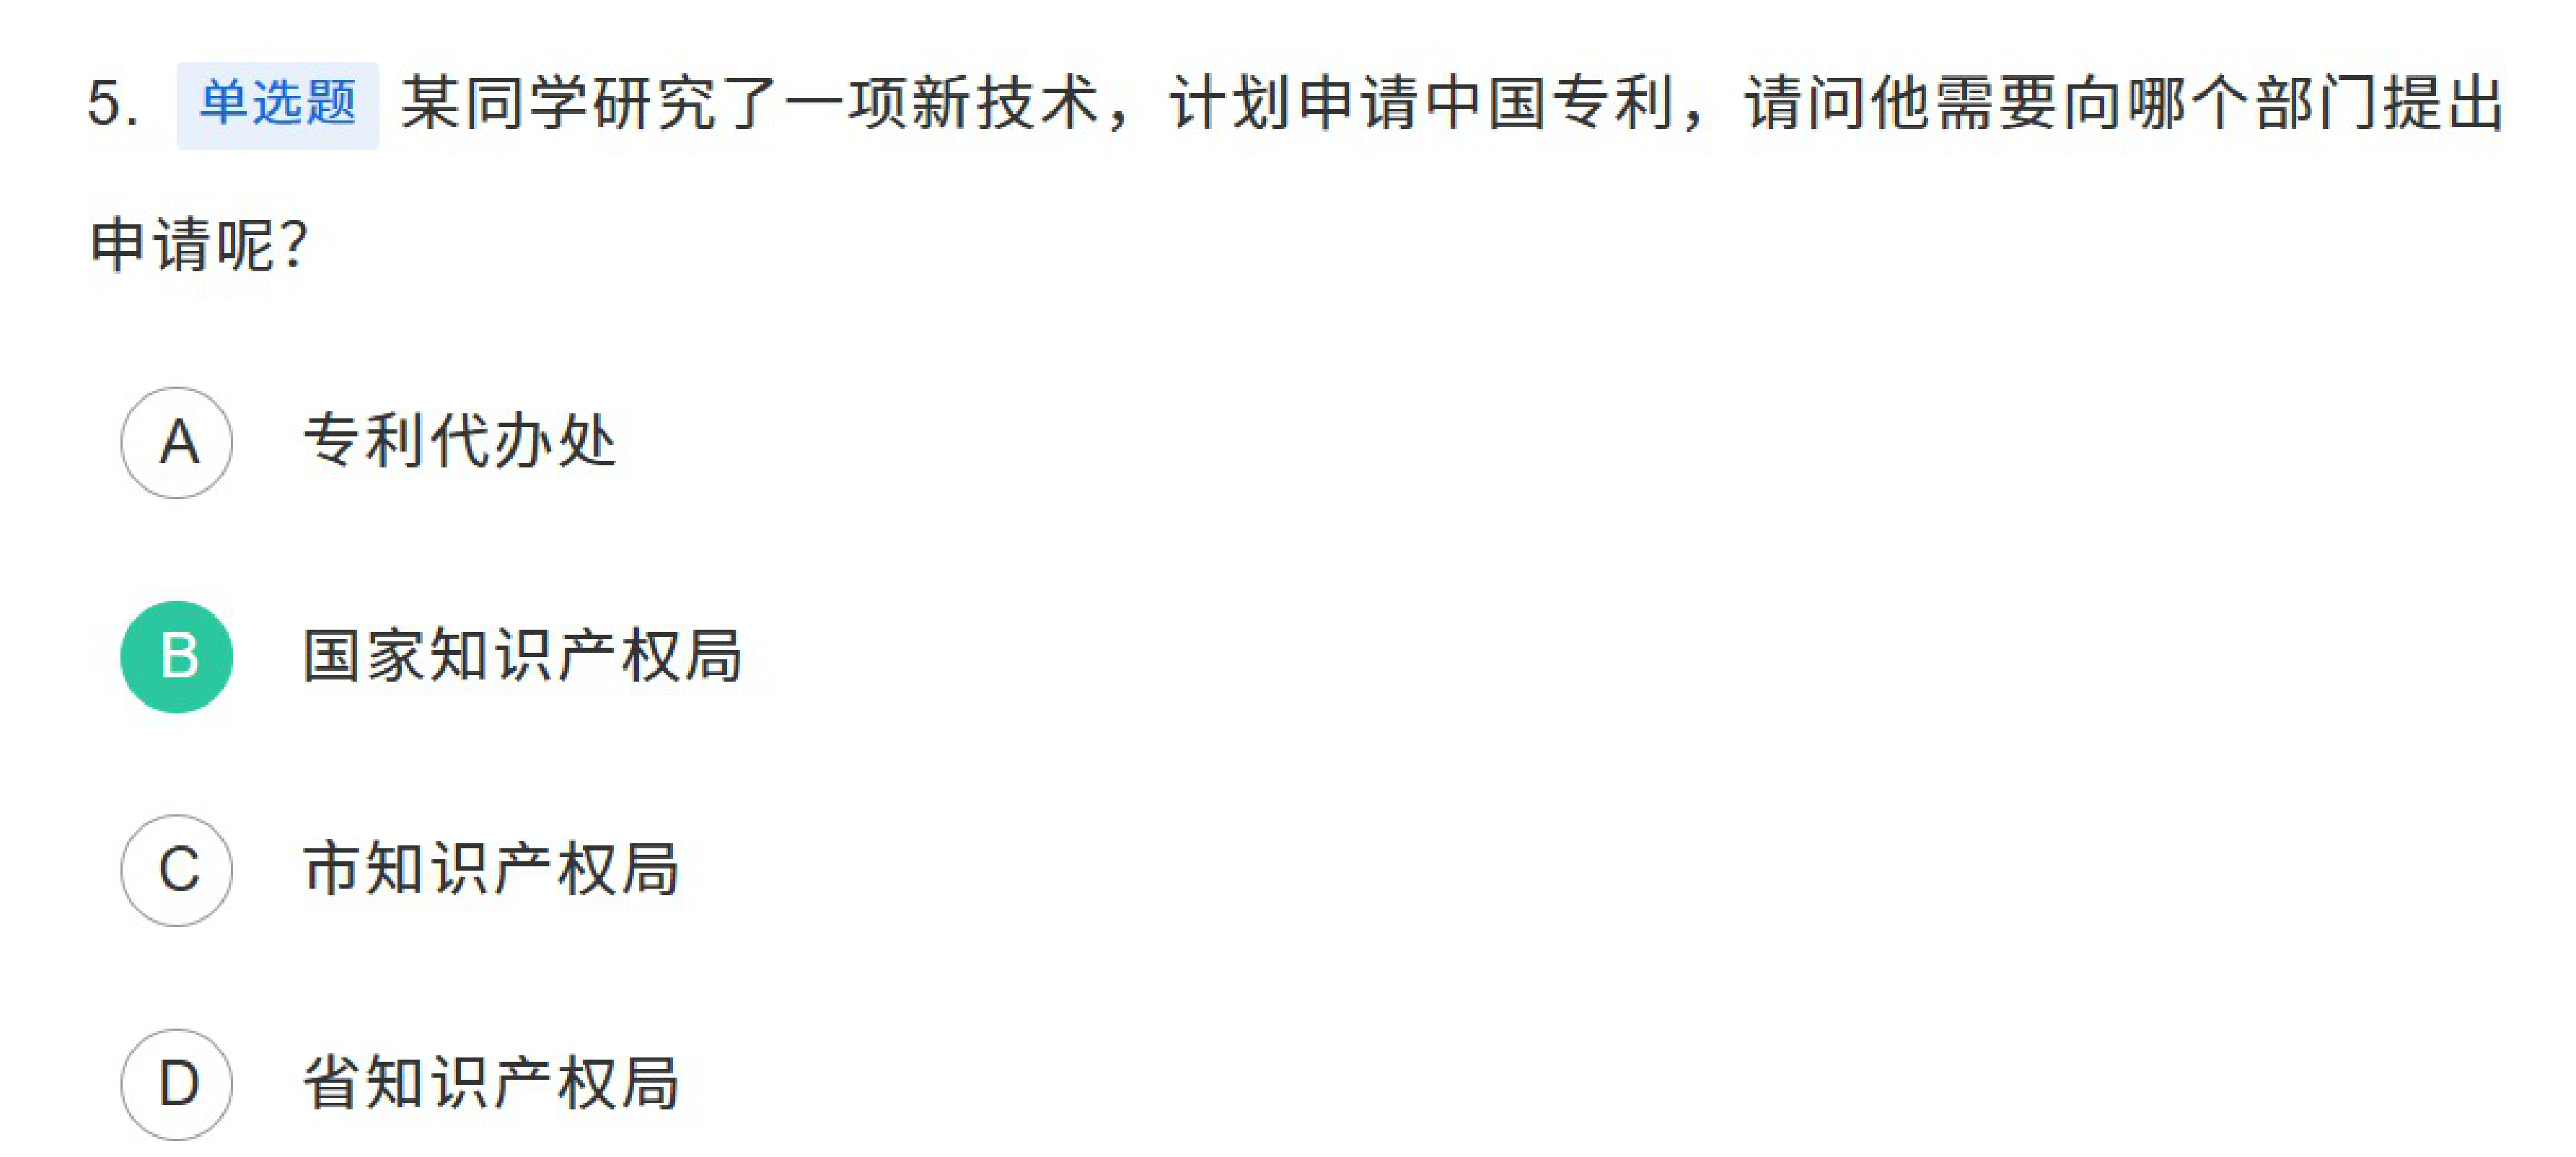 5. 单选题 某同学研究了一项新技术，计划申请中国专利，请问他需要向哪个部门提出
申请呢？
A 专利代办处
B 国家知识产权局
C 市知识产权局
D 省知识产权局